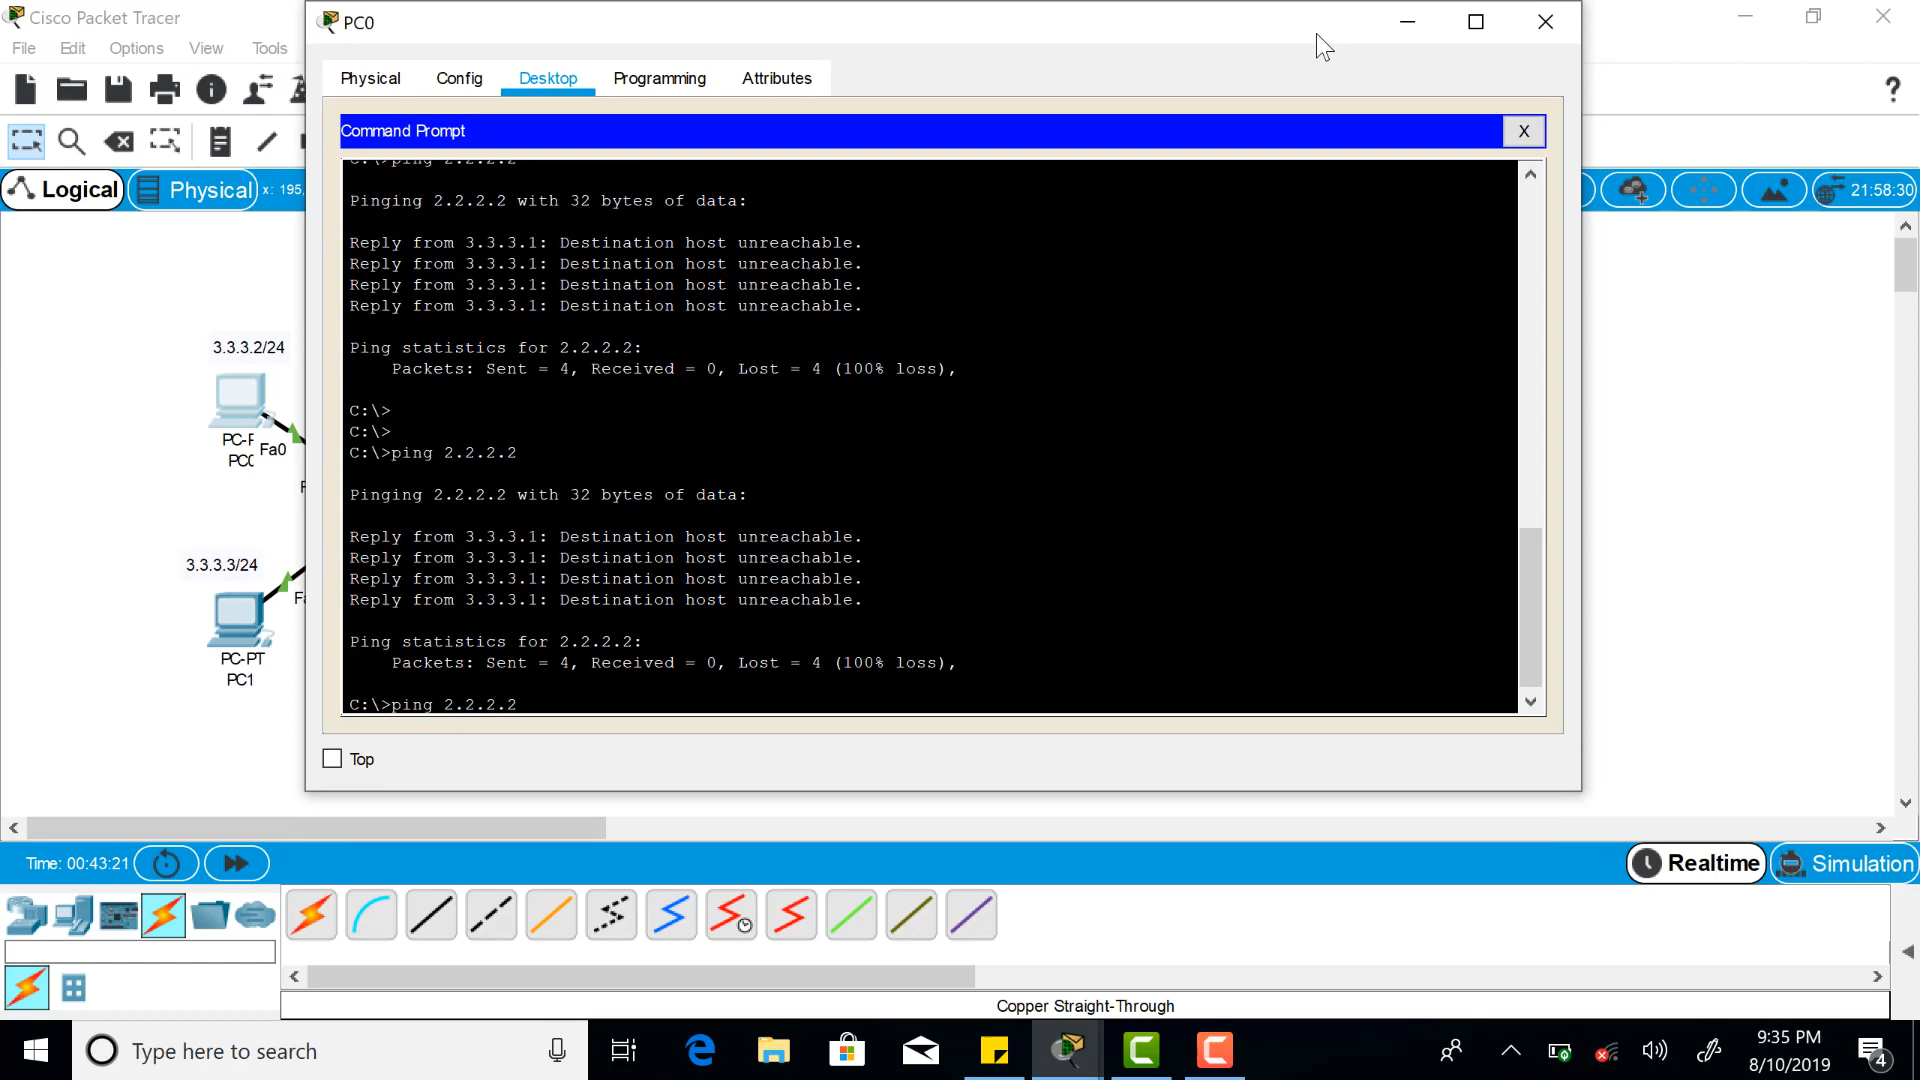 Cisco Packet Tracer
File Edit Options View Tools
PC0
Physical Config Desktop Programming Attributes
Command Prompt
X
C:\>ping 2.2.2.2
Pinging 2.2.2.2 with 32 bytes of data:
Reply from 3.3.3.1: Destination host unreachable.
Reply from 3.3.3.1: Destination host unreachable.
Reply from 3.3.3.1: Destination host unreachable.
Reply from 3.3.3.1: Destination host unreachable.
Ping statistics for 2.2.2.2:
Packets: Sent = 4, Received = 0, Lost = 4 (100% loss),
C:\>
C:\>
C:\>ping 2.2.2.2
Pinging 2.2.2.2 with 32 bytes of data:
Reply from 3.3.3.1: Destination host unreachable.
Reply from 3.3.3.1: Destination host unreachable.
Reply from 3.3.3.1: Destination host unreachable.
Reply from 3.3.3.1: Destination host unreachable.
Ping statistics for 2.2.2.2:
Packets: Sent = 4, Received = 0, Lost = 4 (100% loss),
C:\>ping 2.2.2.2
Top
?
Logical Physical x: 195,
21:58:30
3.3.3.2/24
Fa0
3.3.3.3/24
PC-PT
PC1
Time: 00:43:21
Realtime Simulation
Copper Straight-Through
Type here to search
9:35 PM
8/10/2019
4